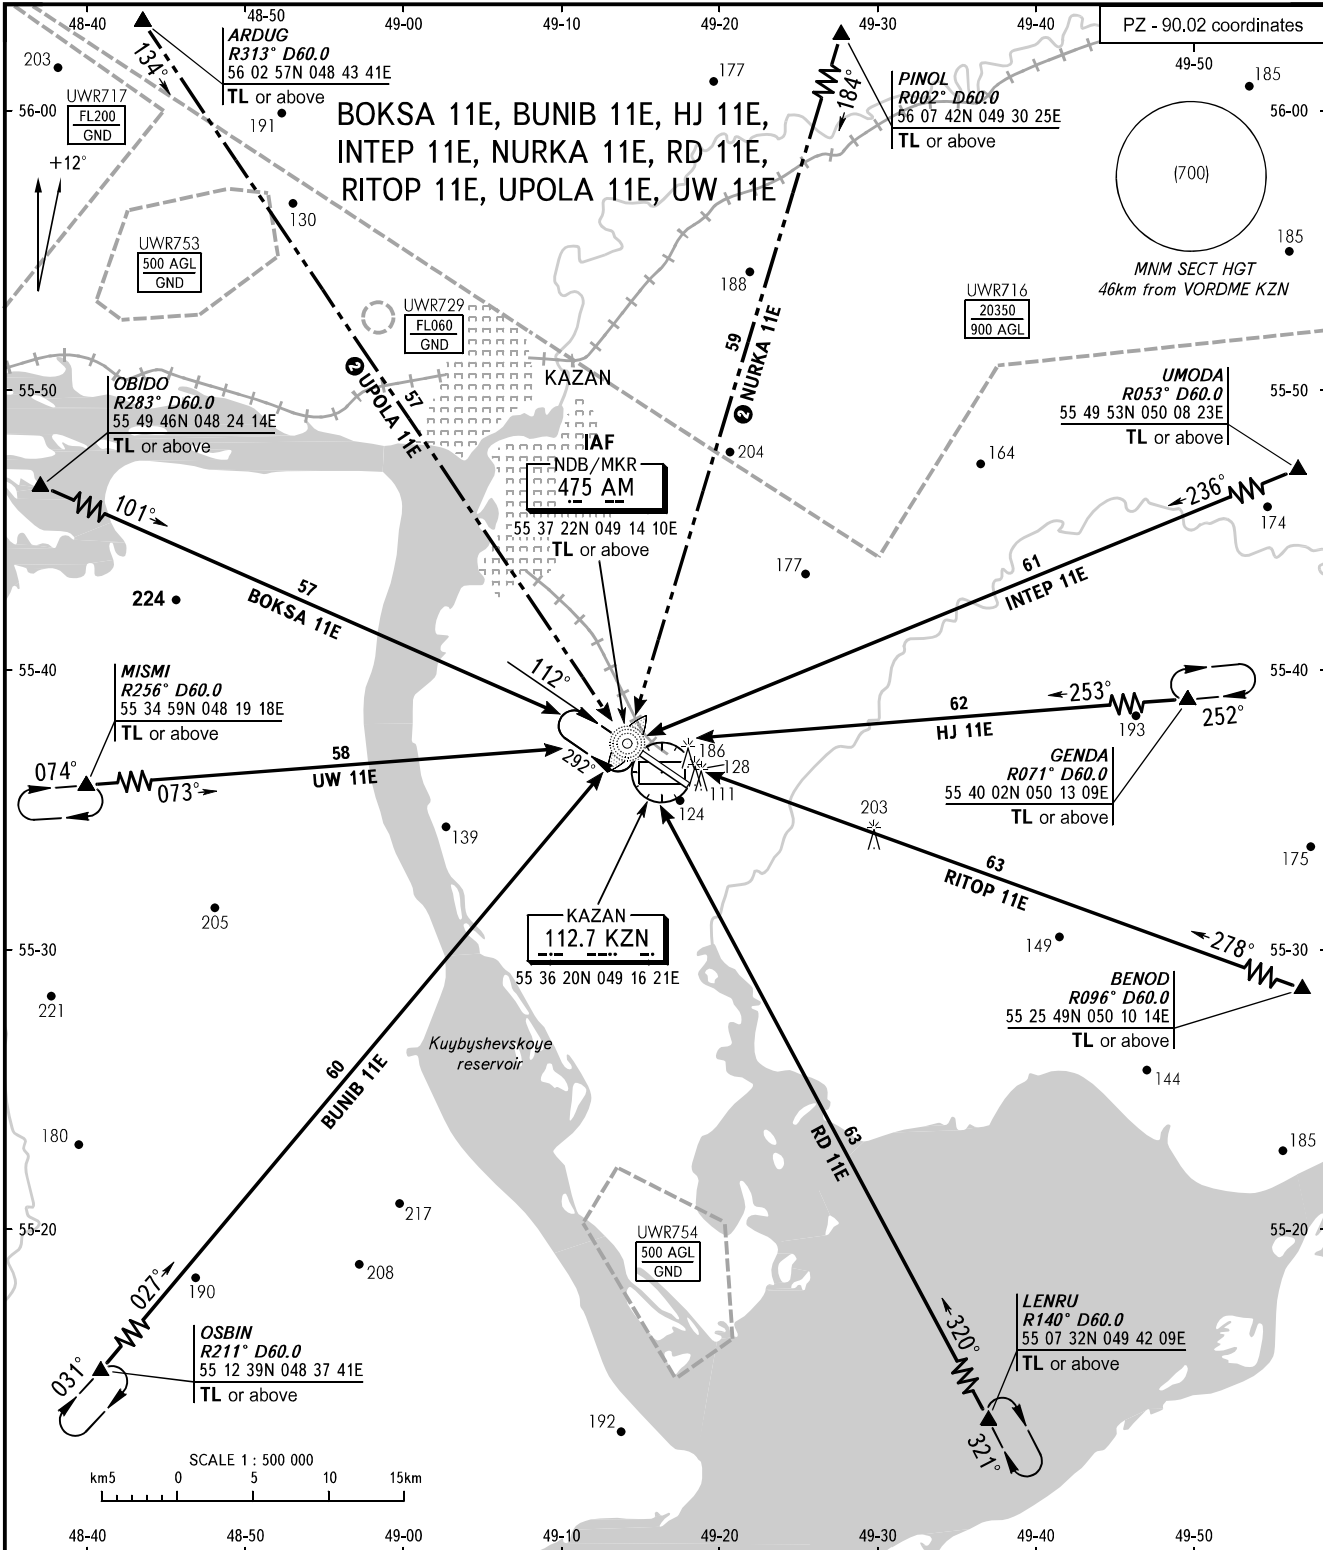 48-40
48-50
49-00
49-10
49-20
49-30
49-40
PZ - 90.02 coordinates
49-50
203
134°
ARDUG
R313° D60.0
56 02 57N 048 43 41E
TL or above
177
184°
PINOL
R002° D60.0
56 07 42N 049 30 25E
TL or above
185
UWR717
FL200
GND
56-00
191
56-00
BOKSA 11E, BUNIB 11E, HJ 11E,
INTEP 11E, NURKA 11E, RD 11E,
RITOP 11E, UPOLA 11E, UW 11E
+12°
(700)
130
UWR753
500 AGL
GND
188
185
MNM SECT HGT
46km from VORDME KZN
UWR729
FL060
GND
UWR716
20350
900 AGL
59
2 NURKA 11E
57
2 UPOLA 11E
KAZAN
55-50
OBIDO
R283° D60.0
55 49 46N 048 24 14E
TL or above
UMODA
R053° D60.0
55 49 53N 050 08 23E
TL or above
55-50
IAF
NDB/MKR
475 AM
55 37 22N 049 14 10E
TL or above
204
164
101°
236°
174
177
57
BOKSA 11E
61
INTEP 11E
224
55-40
MISMI
R256° D60.0
55 34 59N 048 19 18E
TL or above
112°
55-40
253°
252°
62
HJ 11E
193
186
128
111
124
292°
58
UW 11E
074°
073°
GENDA
R071° D60.0
55 40 02N 050 13 09E
TL or above
139
203
175
63
RITOP 11E
205
KAZAN
112.7 KZN
55 36 20N 049 16 21E
149
278°
55-30
55-30
221
BENOD
R096° D60.0
55 25 49N 050 10 14E
TL or above
Kuybyshevskoye
reservoir
60
BUNIB 11E
144
180
63
RD 11E
185
217
55-20
UWR754
500 AGL
GND
55-20
208
190
027°
031°
OSBIN
R211° D60.0
55 12 39N 048 37 41E
TL or above
320°
LENRU
R140° D60.0
55 07 32N 049 42 09E
TL or above
192
321°
SCALE 1 : 500 000
km5 0 5 10 15km
48-40
48-50
49-00
49-10
49-20
49-30
49-40
49-50